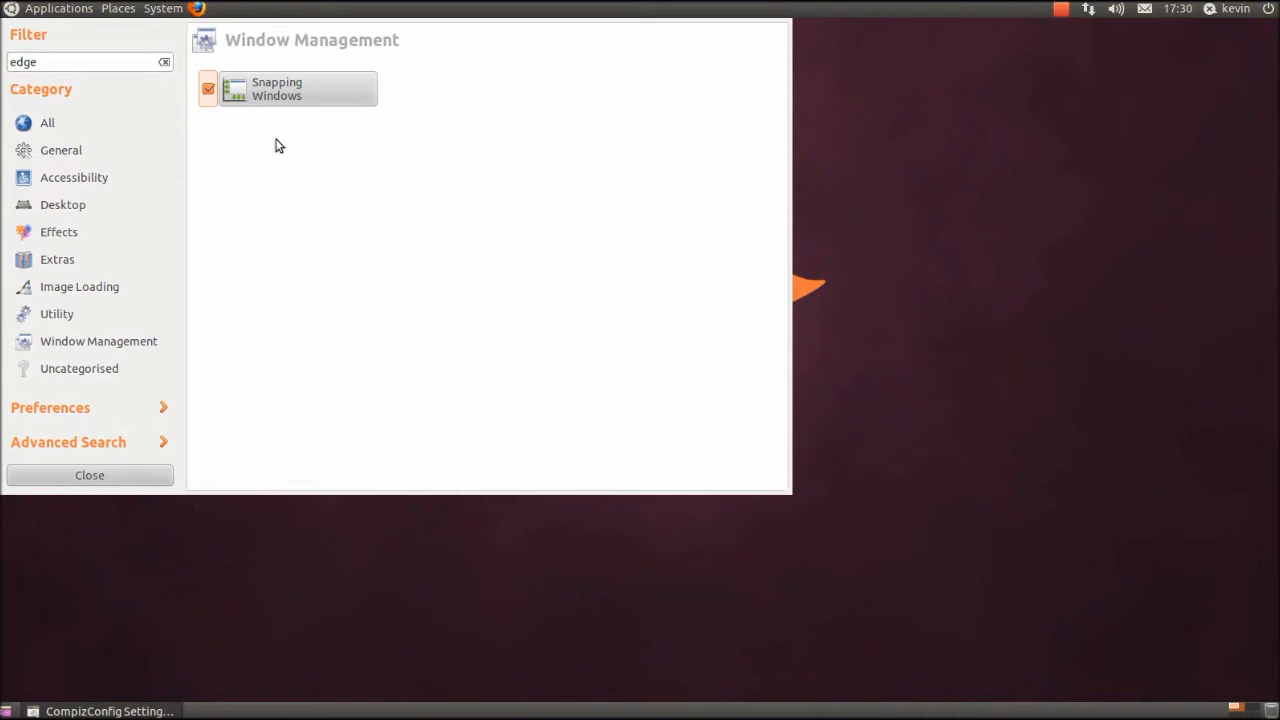 Applications Places System
17:30 kevin
Filter
edge
Category
All
General
Accessibility
Desktop
Effects
Extras
Image Loading
Utility
Window Management
Uncategorised
Preferences
Advanced Search
Close
Window Management
Snapping
Windows
CompizConfig Setting...